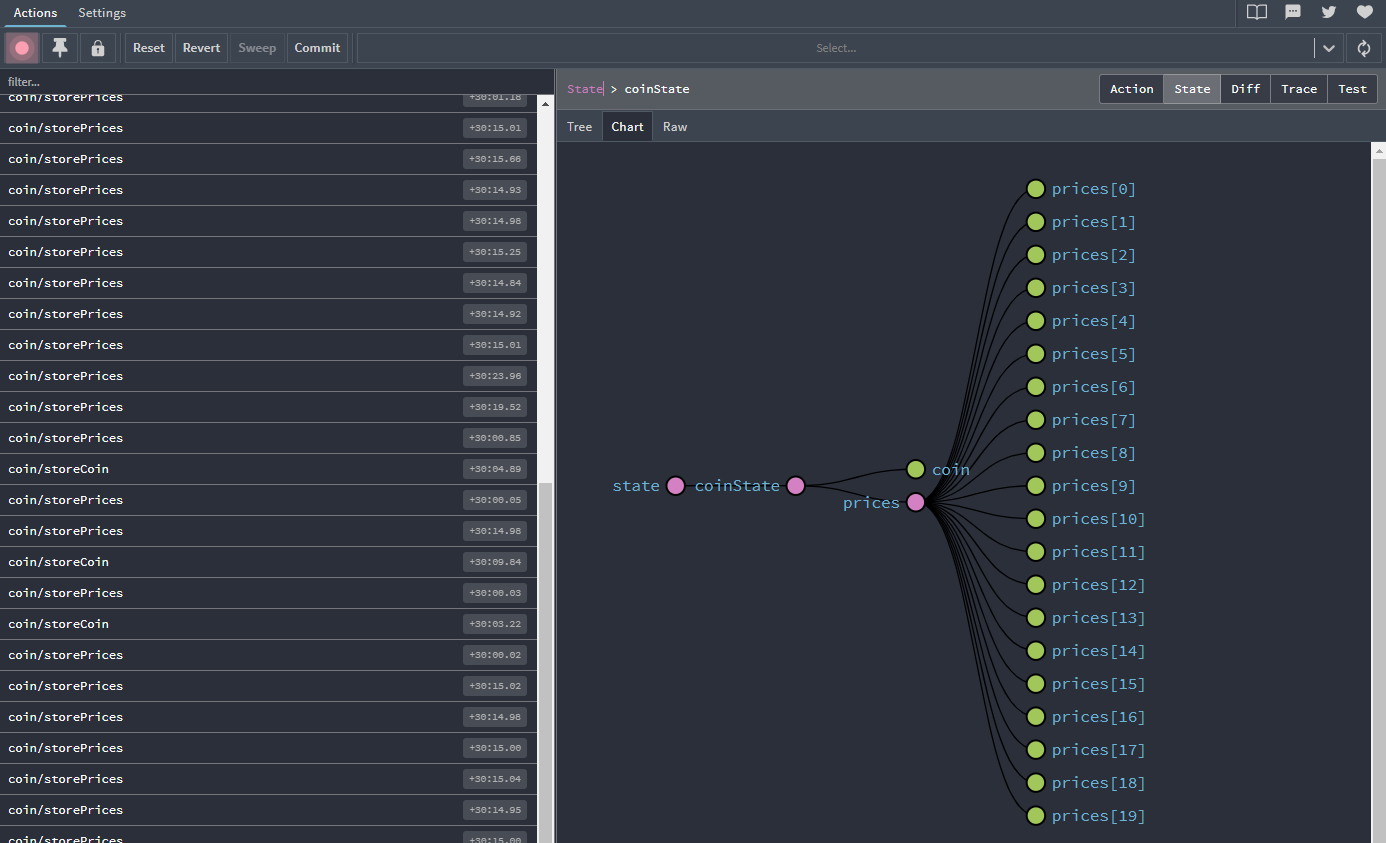 Actions Settings
Reset Revert Sweep Commit Select...
filter...
State > coinState Action State Diff Trace Test
Tree Chart Raw
coin/storePrices +30:01.18
coin/storePrices +30:15.01
coin/storePrices +30:15.66
coin/storePrices +30:14.93
coin/storePrices +30:14.98
coin/storePrices +30:15.25
coin/storePrices +30:14.84
coin/storePrices +30:14.92
coin/storePrices +30:15.01
coin/storePrices +30:23.96
coin/storePrices +30:19.52
coin/storePrices +30:00.85
coin/storeCoin +30:04.89
coin/storePrices +30:00.05
coin/storePrices +30:14.98
coin/storeCoin +30:09.84
coin/storePrices +30:00.03
coin/storeCoin +30:03.22
coin/storePrices +30:00.02
coin/storePrices +30:15.02
coin/storePrices +30:14.98
coin/storePrices +30:15.00
coin/storePrices +30:15.04
coin/storePrices +30:14.95
coin/storePrices +30:15.00
state
coinState
coin
prices
prices[0]
prices[1]
prices[2]
prices[3]
prices[4]
prices[5]
prices[6]
prices[7]
prices[8]
prices[9]
prices[10]
prices[11]
prices[12]
prices[13]
prices[14]
prices[15]
prices[16]
prices[17]
prices[18]
prices[19]